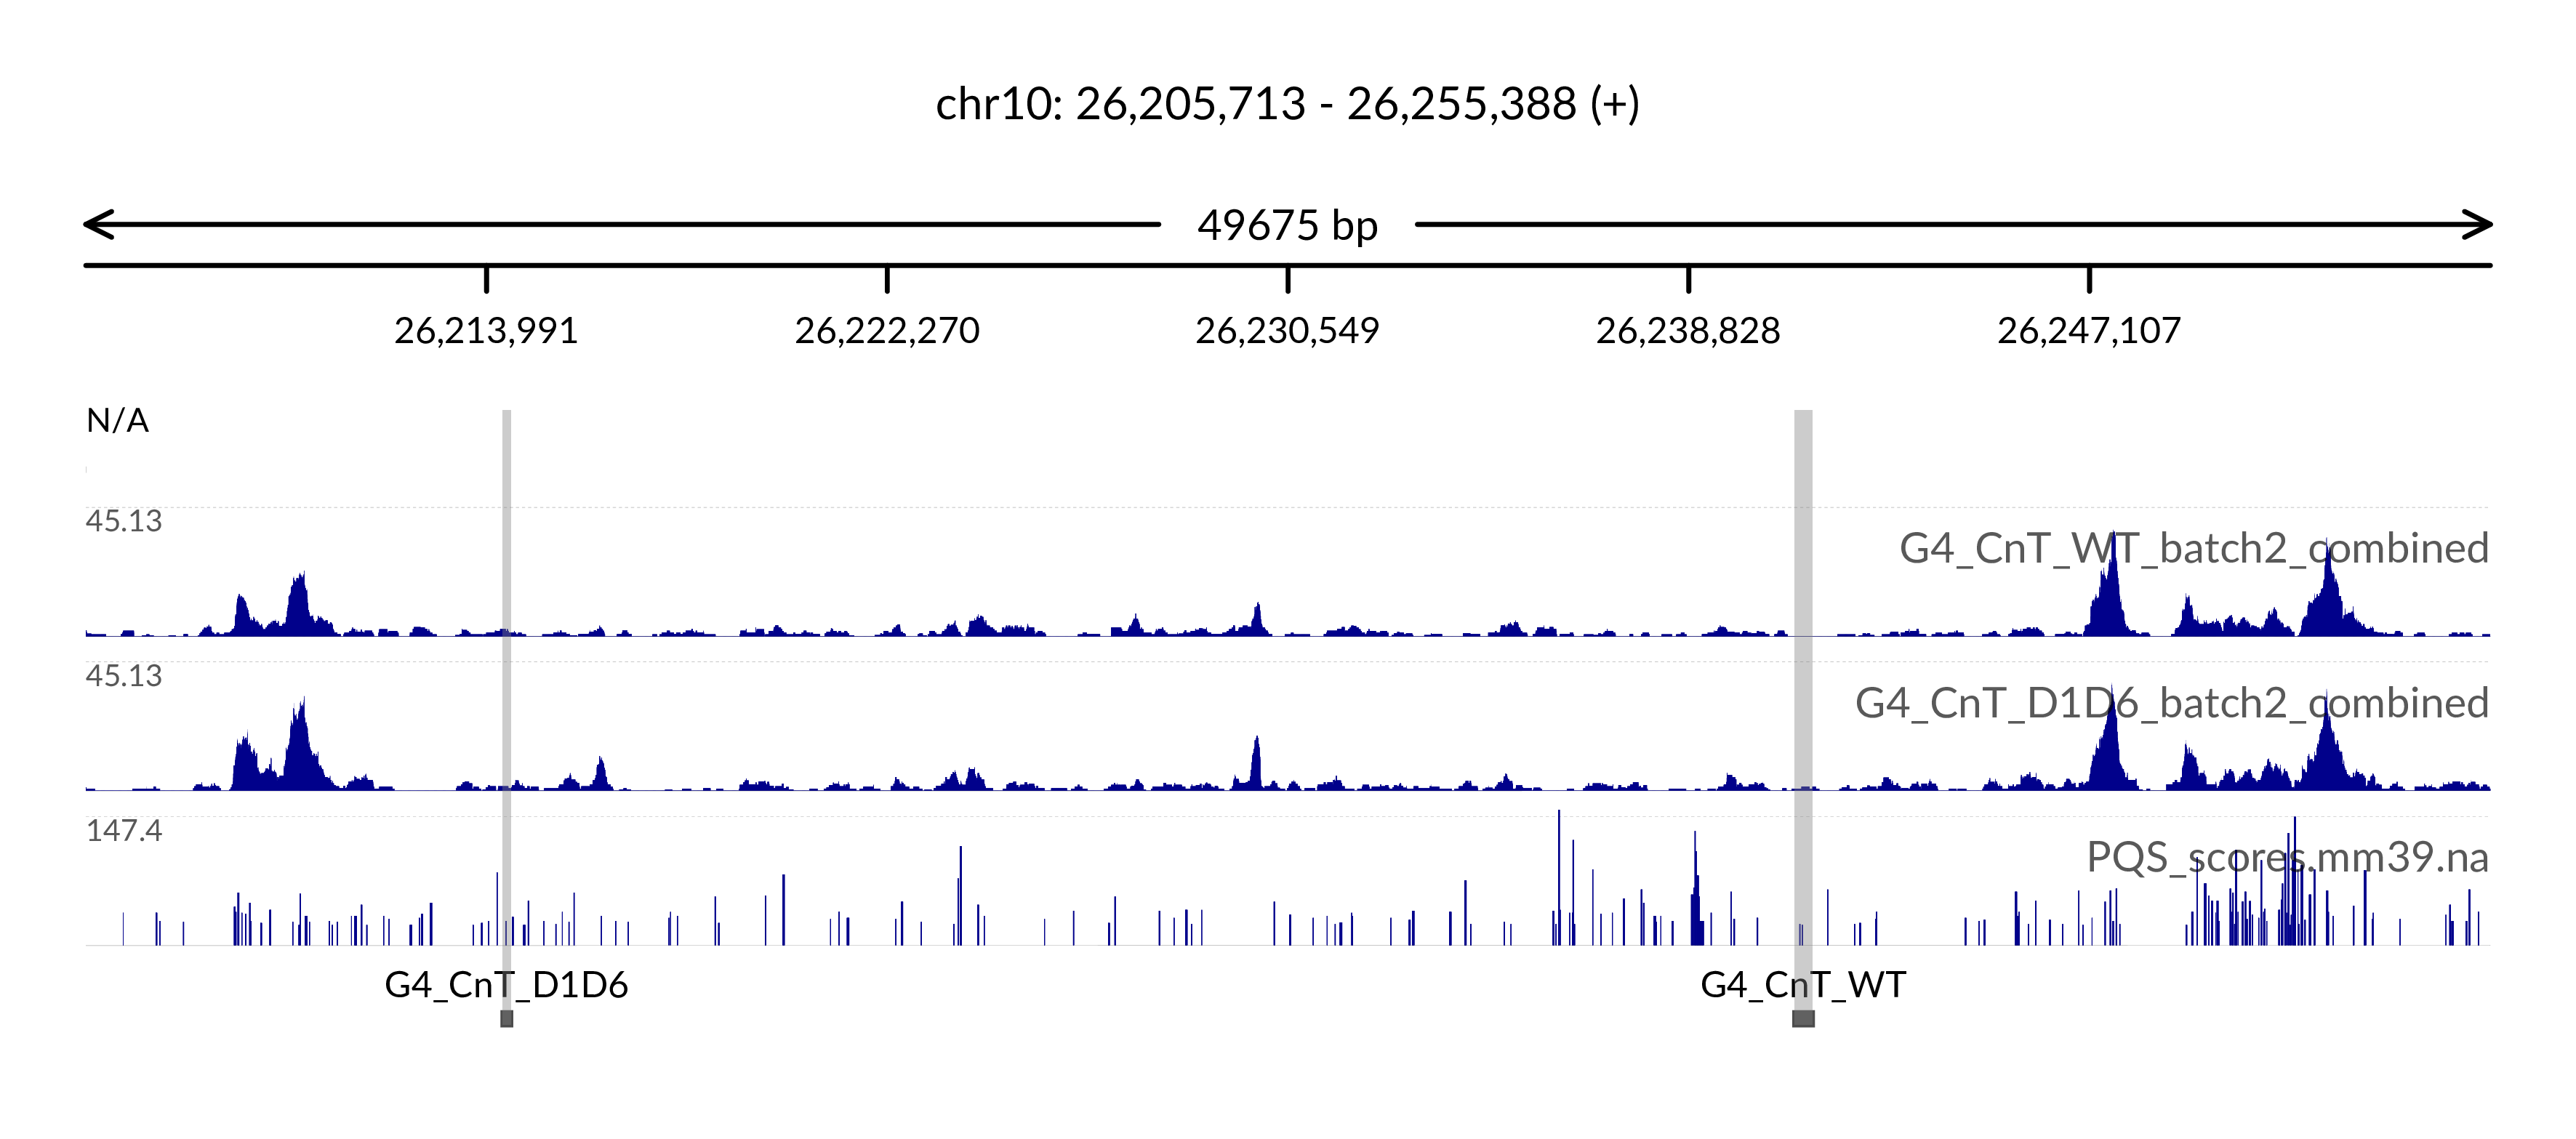 chr10: 26,205,713 - 26,255,388 (+)
49675 bp
26,213,991 26,222,270 26,230,549 26,238,828 26,247,107
N/A
45.13
G4_CnT_WT_batch2_combined
45.13
G4_CnT_D1D6_batch2_combined
147.4
PQS_scores.mm39.na
G4_CnT_D1D6 G4_CnT_WT